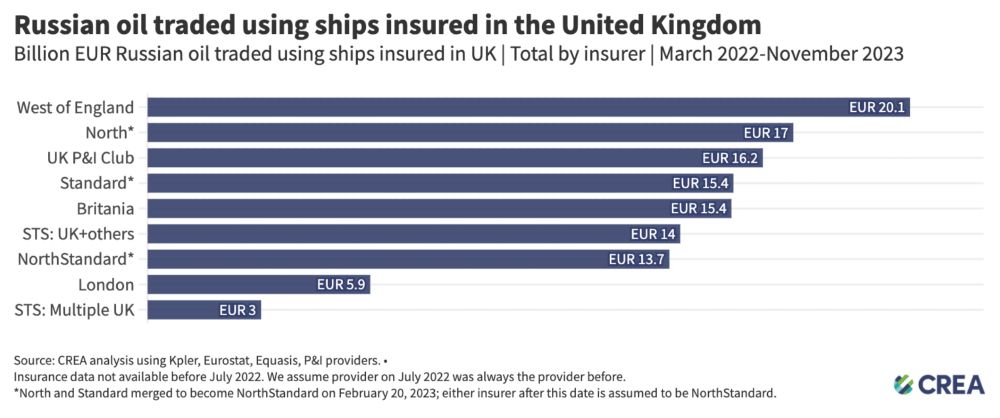 Russian oil traded using ships insured in the United Kingdom
Billion EUR Russian oil traded using ships insured in UK | Total by insurer | March 2022-November 2023
West of England EUR 20.1
North* EUR 17
UK P&I Club EUR 16.2
Standard* EUR 15.4
Britania EUR 15.4
STS: UK+others EUR 14
NorthStandard* EUR 13.7
London EUR 5.9
STS: Multiple UK EUR 3
Source: CREA analysis using Kpler, Eurostat, Equasis, P&I providers. •
Insurance data not available before July 2022. We assume provider on July 2022 was always the provider before.
*North and Standard merged to become NorthStandard on February 20, 2023; either insurer after this date is assumed to be NorthStandard.
CREA